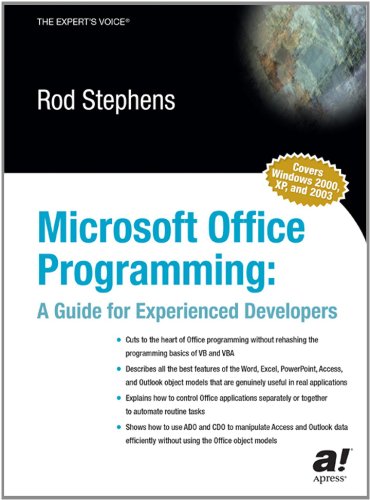 THE EXPERT'S VOICE®
Rod Stephens
Covers
Windows 2000,
XP, and 2003
Microsoft Office
Programming:
A Guide for Experienced Developers
• Cuts to the heart of Office programming without rehashing the
programming basics of VB and VBA
• Describes all the best features of the Word, Excel, PowerPoint, Access,
and Outlook object models that are genuinely useful in real applications
• Explains how to control Office applications separately or together
to automate routine tasks
• Shows how to use ADO and CDO to manipulate Access and Outlook data
efficiently without using the Office object models
a!
Apress®